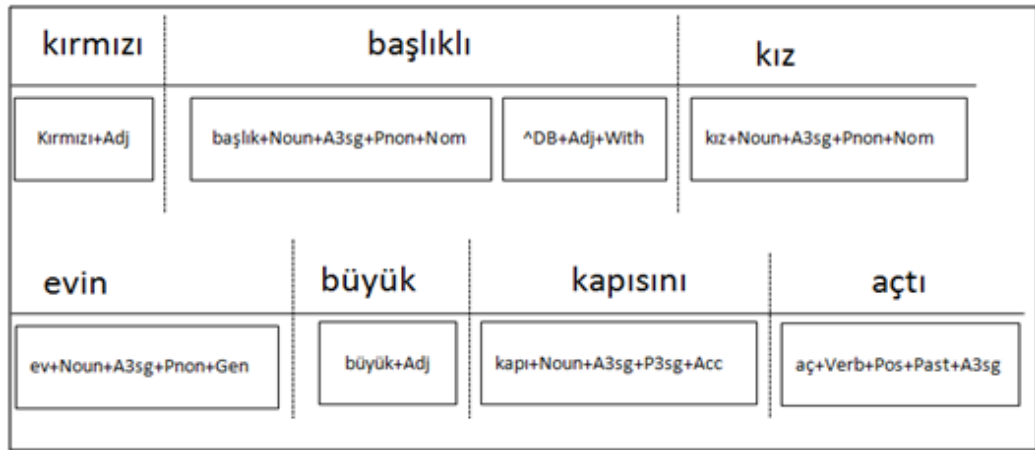 kırmızı başlıklı kız
Kırmızı+Adj başlık+Noun+A3sg+Pnon+Nom ^DB+Adj+With kız+Noun+A3sg+Pnon+Nom
evin büyük kapısını açtı
ev+Noun+A3sg+Pnon+Gen büyük+Adj kapı+Noun+A3sg+P3sg+Acc aç+Verb+Pos+Past+A3sg